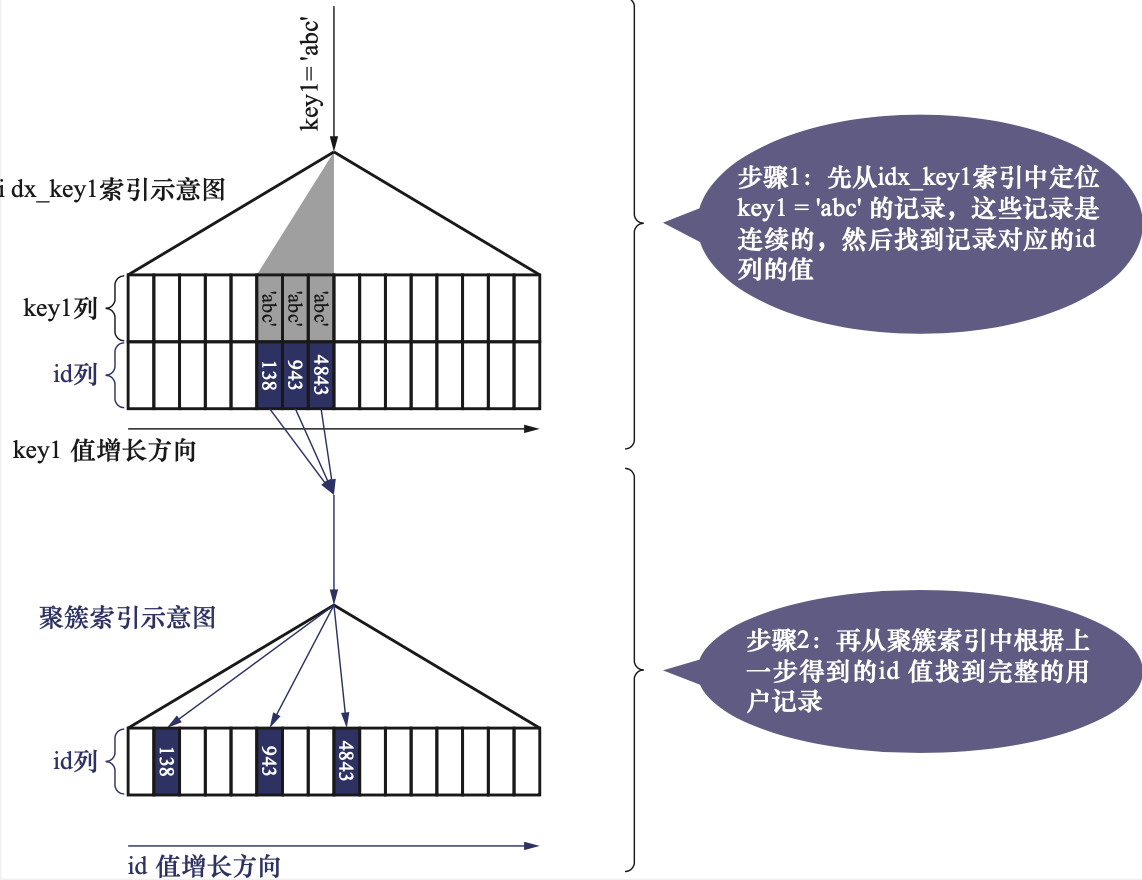 key1= 'abc'
i dx_key1索引示意图
key1列
'abc'
'abc'
'abc'
id列
138
943
4843
key1 值增长方向
步骤1：先从idx_key1索引中定位
key1 = 'abc' 的记录，这些记录是
连续的，然后找到记录对应的id
列的值
聚簇索引示意图
id列
138
943
4843
id 值增长方向
步骤2：再从聚簇索引中根据上
一步得到的id 值找到完整的用
户记录